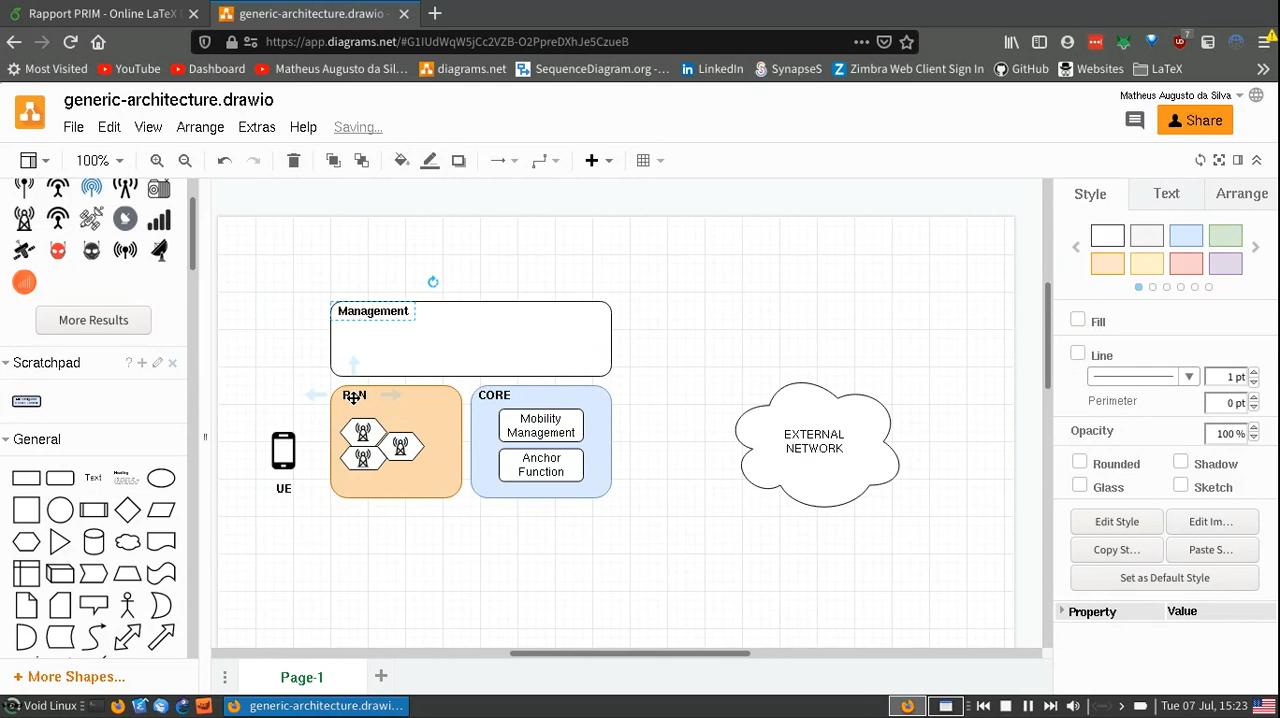 Rapport PRIM - Online LaTeX
generic-architecture.drawio
https://app.diagrams.net/#G1IUdWqW5jCc2VZB-O2PpreDXhJe5CzueB
7
Most Visited
YouTube
Dashboard
Matheus Augusto da Silv...
diagrams.net
SequenceDiagram.org -...
LinkedIn
SynapseS
Zimbra Web Client Sign In
GitHub
Websites
LaTeX
generic-architecture.drawio
Matheus Augusto da Silva
File
Edit
View
Arrange
Extras
Help
Saving...
Share
100%
Style
Text
Arrange
More Results
Scratchpad
?
General
Text
Heading
Management
RAN
CORE
Mobility
Management
Anchor
Function
UE
EXTERNAL
NETWORK
Fill
Line
1 pt
Perimeter
0 pt
Opacity
100 %
Rounded
Shadow
Glass
Sketch
Edit Style
Edit Im...
Copy St...
Paste S...
Set as Default Style
Property
Value
+ More Shapes...
Page-1
Void Linux
generic-architecture.drawi...
Tue 07 Jul, 15:23